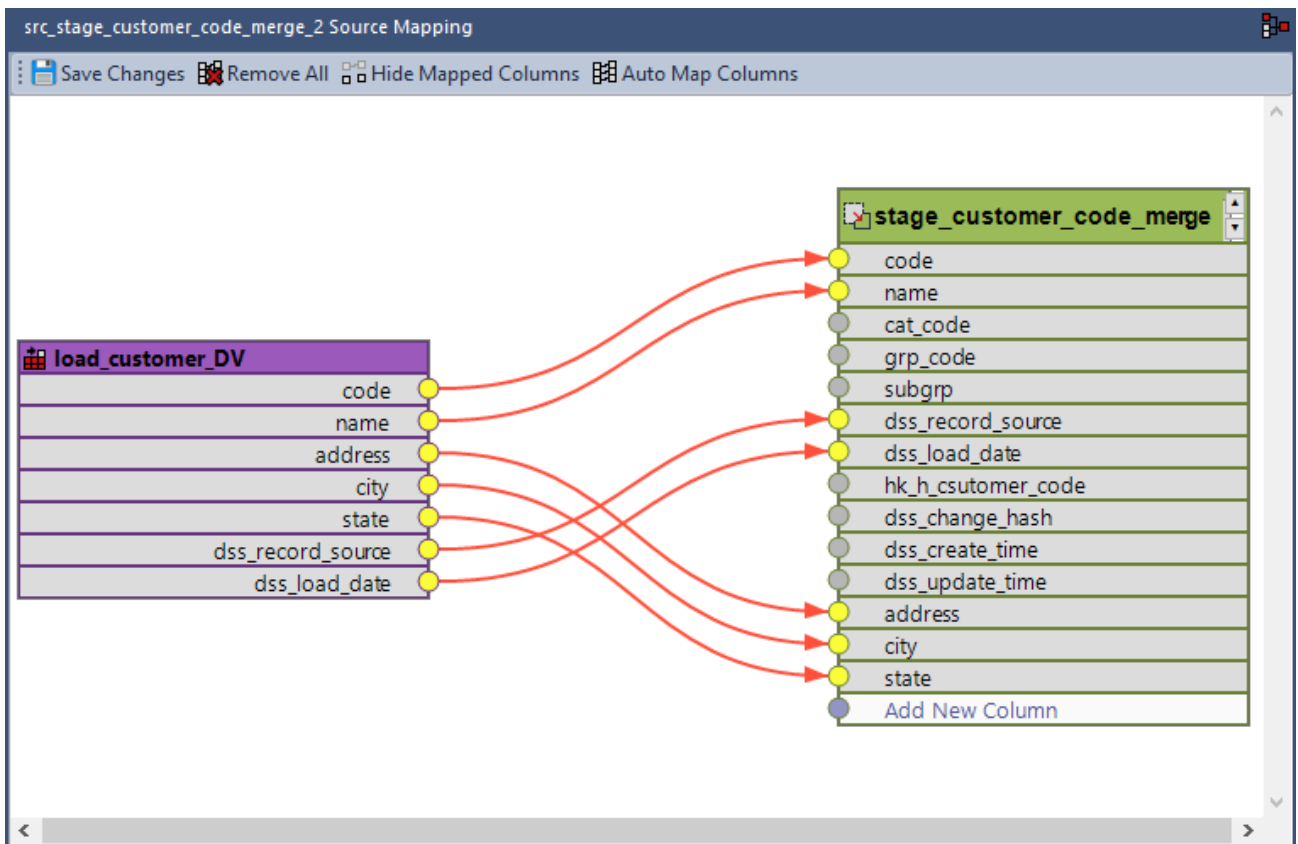 src_stage_customer_code_merge_2 Source Mapping
Save Changes Remove All Hide Mapped Columns Auto Map Columns
load_customer_DV
code
name
address
city
state
dss_record_source
dss_load_date
stage_customer_code_merge
code
name
cat_code
grp_code
subgrp
dss_record_source
dss_load_date
hk_h_csutomer_code
dss_change_hash
dss_create_time
dss_update_time
address
city
state
Add New Column